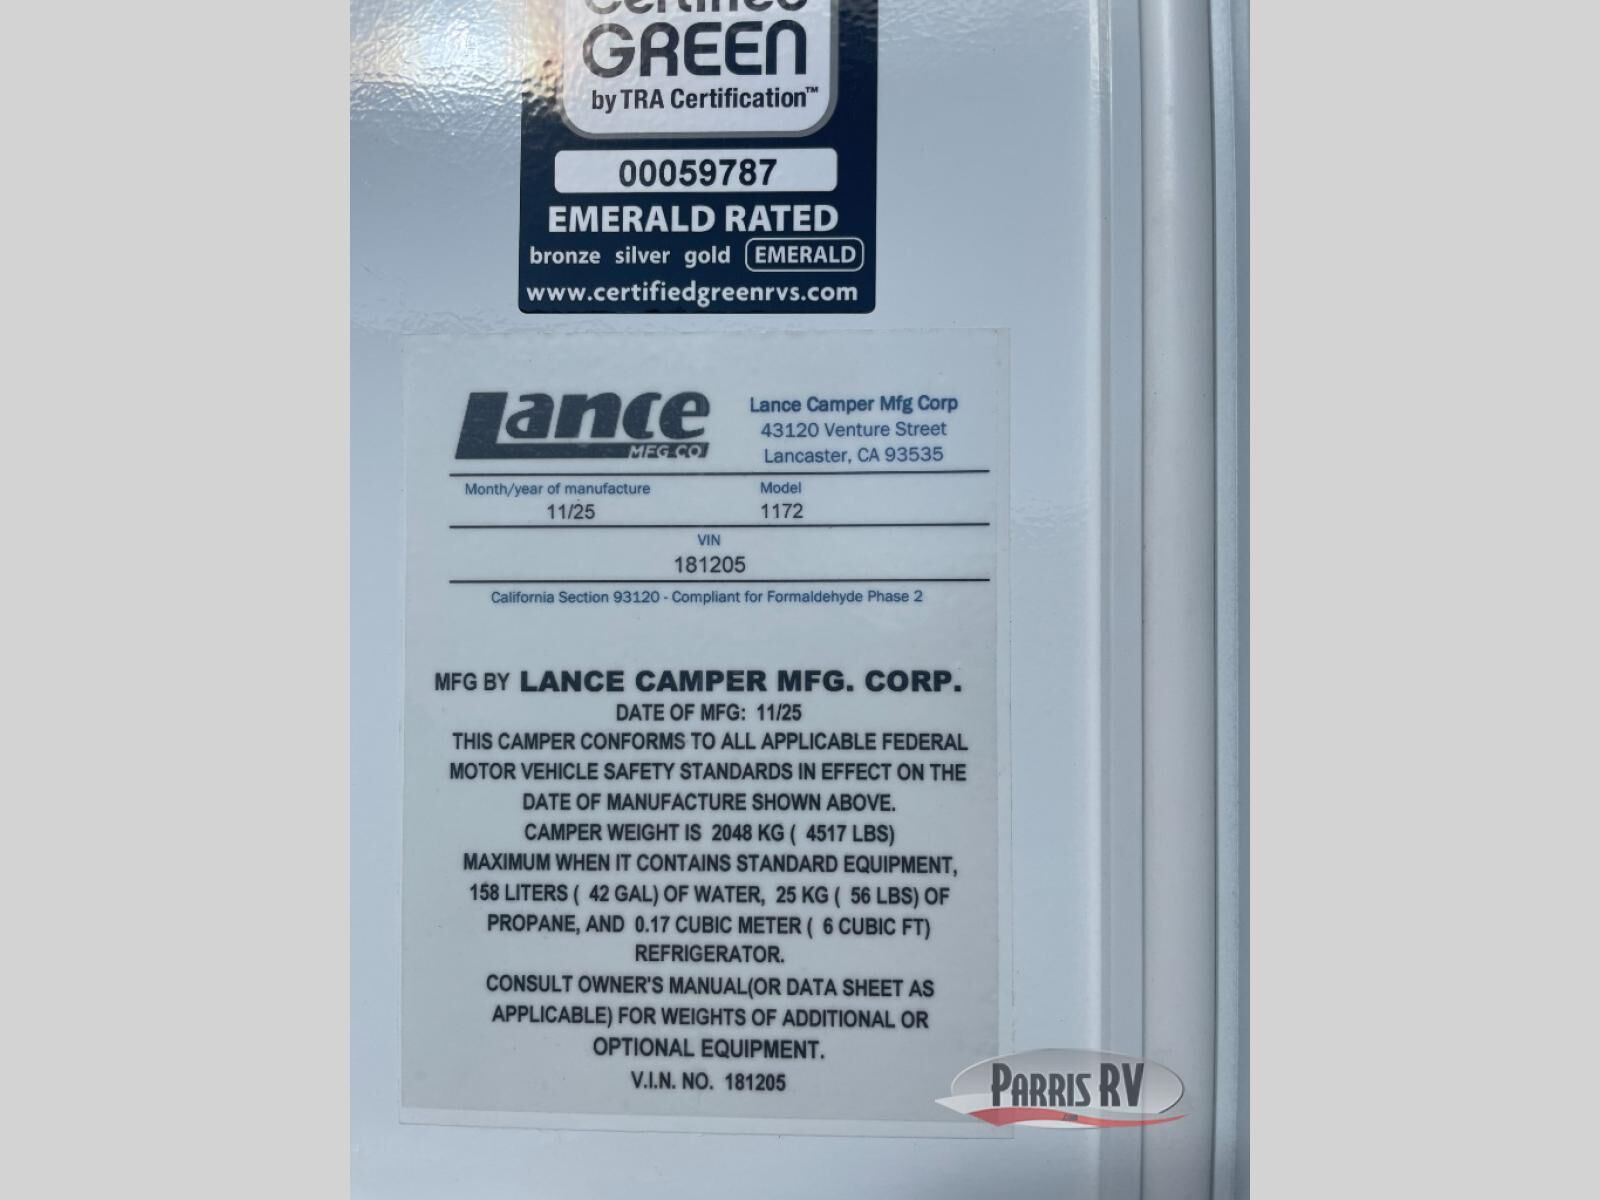 Certified
GREEN
by TRA Certification™
00059787
EMERALD RATED
bronze silver gold EMERALD
www.certifiedgreenrvs.com
Lance
MFG CO
Lance Camper Mfg Corp
43120 Venture Street
Lancaster, CA 93535
Month/year of manufacture Model
11/25 1172
VIN
181205
California Section 93120 - Compliant for Formaldehyde Phase 2
MFG BY LANCE CAMPER MFG. CORP.
DATE OF MFG: 11/25
THIS CAMPER CONFORMS TO ALL APPLICABLE FEDERAL
MOTOR VEHICLE SAFETY STANDARDS IN EFFECT ON THE
DATE OF MANUFACTURE SHOWN ABOVE.
CAMPER WEIGHT IS 2048 KG ( 4517 LBS)
MAXIMUM WHEN IT CONTAINS STANDARD EQUIPMENT,
158 LITERS ( 42 GAL) OF WATER, 25 KG ( 56 LBS) OF
PROPANE, AND 0.17 CUBIC METER ( 6 CUBIC FT)
REFRIGERATOR.
CONSULT OWNER'S MANUAL(OR DATA SHEET AS
APPLICABLE) FOR WEIGHTS OF ADDITIONAL OR
OPTIONAL EQUIPMENT.
V.I.N. NO. 181205
PARRIS RV
.com